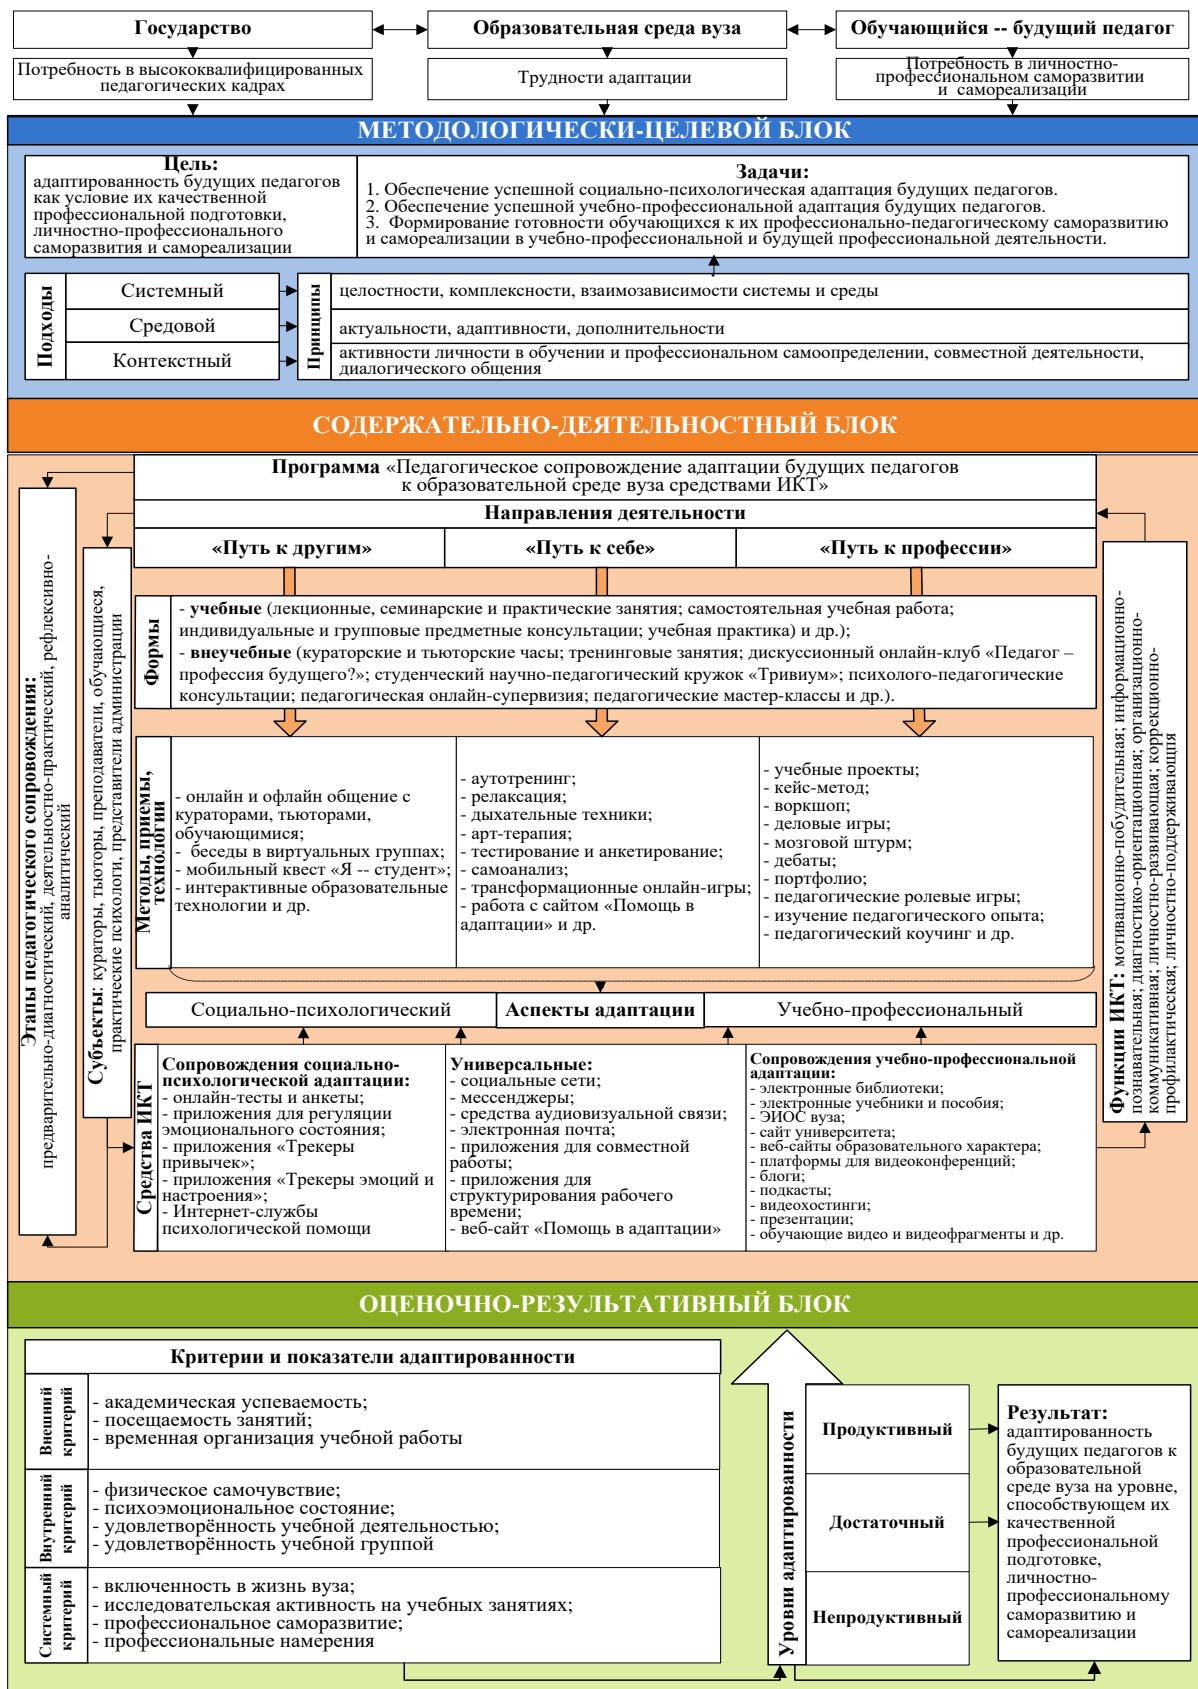 Государство
Образовательная среда вуза
Обучающийся -- будущий педагог
Потребность в высококвалифицированных
педагогических кадрах
Трудности адаптации
Потребность в личностно-
профессиональном саморазвитии
и самореализации
МЕТОДОЛОГИЧЕСКИ-ЦЕЛЕВОЙ БЛОК
Цель:
адаптированность будущих педагогов
как условие их качественной
профессиональной подготовки,
личностно-профессионального
саморазвития и самореализации
Задачи:
1. Обеспечение успешной социально-психологическая адаптация будущих педагогов.
2. Обеспечение успешной учебно-профессиональной адаптация будущих педагогов.
3. Формирование готовности обучающихся к их профессионально-педагогическому саморазвитию
и самореализации в учебно-профессиональной и будущей профессиональной деятельности.
Подходы
Системный
Средовой
Контекстный
Принципы
целостности, комплексности, взаимозависимости системы и среды
актуальности, адаптивности, дополнительности
активности личности в обучении и профессиональном самоопределении, совместной деятельности,
диалогического общения
СОДЕРЖАТЕЛЬНО-ДЕЯТЕЛЬНОСТНЫЙ БЛОК
Этапы педагогического сопровождения:
предварительно-диагностический, деятельностно-практический, рефлексивно-
аналитический
Субъекты: кураторы, тьюторы, преподаватели, обучающиеся,
практические психологи, представители администрации
Программа «Педагогическое сопровождение адаптации будущих педагогов
к образовательной среде вуза средствами ИКТ»
Направления деятельности
«Путь к другим»
«Путь к себе»
«Путь к профессии»
Формы
- учебные (лекционные, семинарские и практические занятия; самостоятельная учебная работа;
индивидуальные и групповые предметные консультации; учебная практика) и др.);
- внеучебные (кураторские и тьюторские часы; тренинговые занятия; дискуссионный онлайн-клуб «Педагог –
профессия будущего?»; студенческий научно-педагогический кружок «Тривиум»; психолого-педагогические
консультации; педагогическая онлайн-супервизия; педагогические мастер-классы и др.).
Методы, приемы,
технологии
- онлайн и офлайн общение с
кураторами, тьюторами,
обучающимися;
- беседы в виртуальных группах;
- мобильный квест «Я -- студент»;
- интерактивные образовательные
технологии и др.
- аутотренинг;
- релаксация;
- дыхательные техники;
- арт-терапия;
- тестирование и анкетирование;
- самоанализ;
- трансформационные онлайн-игры;
- работа с сайтом «Помощь в
адаптации» и др.
- учебные проекты;
- кейс-метод;
- воркшоп;
- деловые игры;
- мозговой штурм;
- дебаты;
- портфолио;
- педагогические ролевые игры;
- изучение педагогического опыта;
- педагогический коучинг и др.
Социально-психологический
Аспекты адаптации
Учебно-профессиональный
Средства ИКТ
Сопровождения социально-
психологической адаптации:
- онлайн-тесты и анкеты;
- приложения для регуляции
эмоционального состояния;
- приложения «Трекеры
привычек»;
- приложения «Трекеры эмоций и
настроения»;
- Интернет-службы
психологической помощи
Универсальные:
- социальные сети;
- мессенджеры;
- средства аудиовизуальной связи;
- электронная почта;
- приложения для совместной
работы;
- приложения для
структурирования рабочего
времени;
- веб-сайт «Помощь в адаптации»
Сопровождения учебно-профессиональной
адаптации:
- электронные библиотеки;
- электронные учебники и пособия;
- ЭИОС вуза;
- сайт университета;
- веб-сайты образовательного характера;
- платформы для видеоконференций;
- блоги;
- подкасты;
- видеохостинги;
- презентации;
- обучающие видео и видеофрагменты и др.
Функции ИКТ: мотивационно-побудительная; информационно-
познавательная; диагностико-ориентационная; организационно-
коммуникативная; личностно-развивающая; коррекционно-
профилактическая; личностно-поддерживающпя
ОЦЕНОЧНО-РЕЗУЛЬТАТИВНЫЙ БЛОК
Критерии и показатели адаптированности
Внешний
критерий
- академическая успеваемость;
- посещаемость занятий;
- временная организация учебной работы
Внутренний
критерий
- физическое самочувствие;
- психоэмоциональное состояние;
- удовлетворённость учебной деятельностью;
- удовлетворённость учебной группой
Системный
критерий
- включенность в жизнь вуза;
- исследовательская активность на учебных занятиях;
- профессиональное саморазвитие;
- профессиональные намерения
Уровни адаптированности
Продуктивный
Достаточный
Непродуктивный
Результат:
адаптированность
будущих педагогов к
образовательной
среде вуза на уровне,
способствующем их
качественной
профессиональной
подготовке,
личностно-
профессиональному
саморазвитию и
самореализации